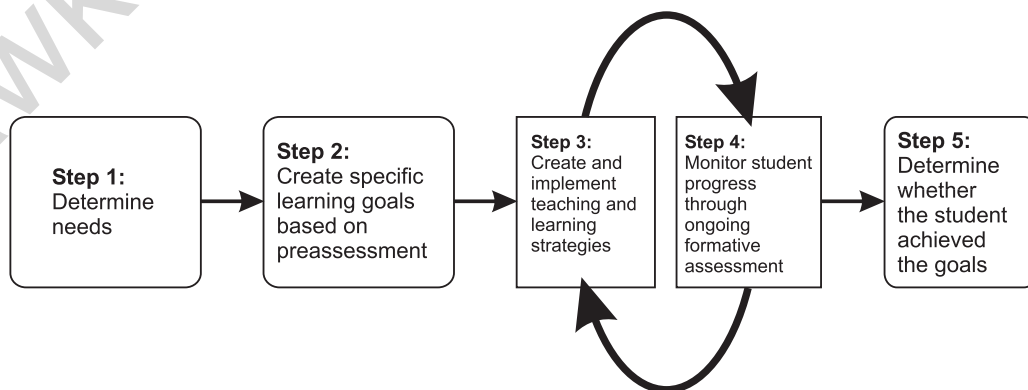 Step 1:
Determine
needs
Step 2:
Create specific
learning goals
based on
preassessment
Step 3:
Create and
implement
teaching and
learning
strategies
Step 4:
Monitor student
progress
through
ongoing
formative
assessment
Step 5:
Determine
whether
the student
achieved
the goals